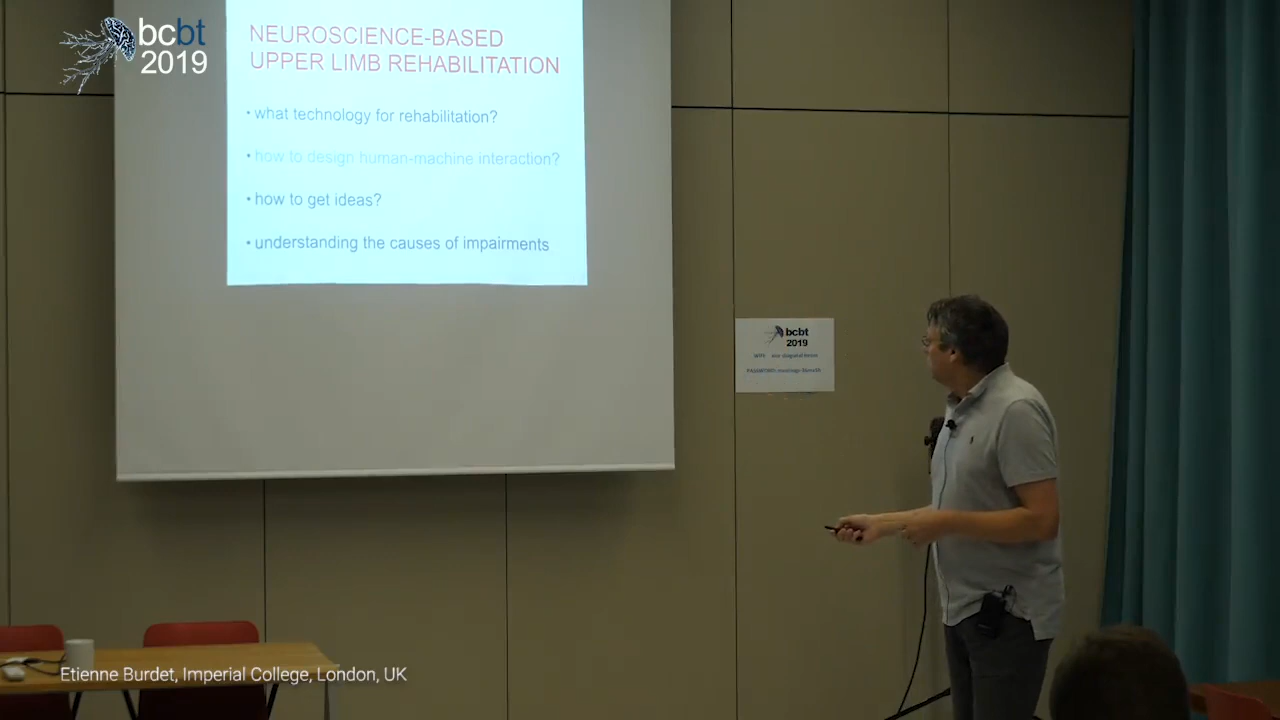 bcbt
2019
NEUROSCIENCE-BASED
UPPER LIMB REHABILITATION
• what technology for rehabilitation?
• how to design human-machine interaction?
• how to get ideas?
• understanding the causes of impairments
bcbt
2019
Etienne Burdet, Imperial College, London, UK